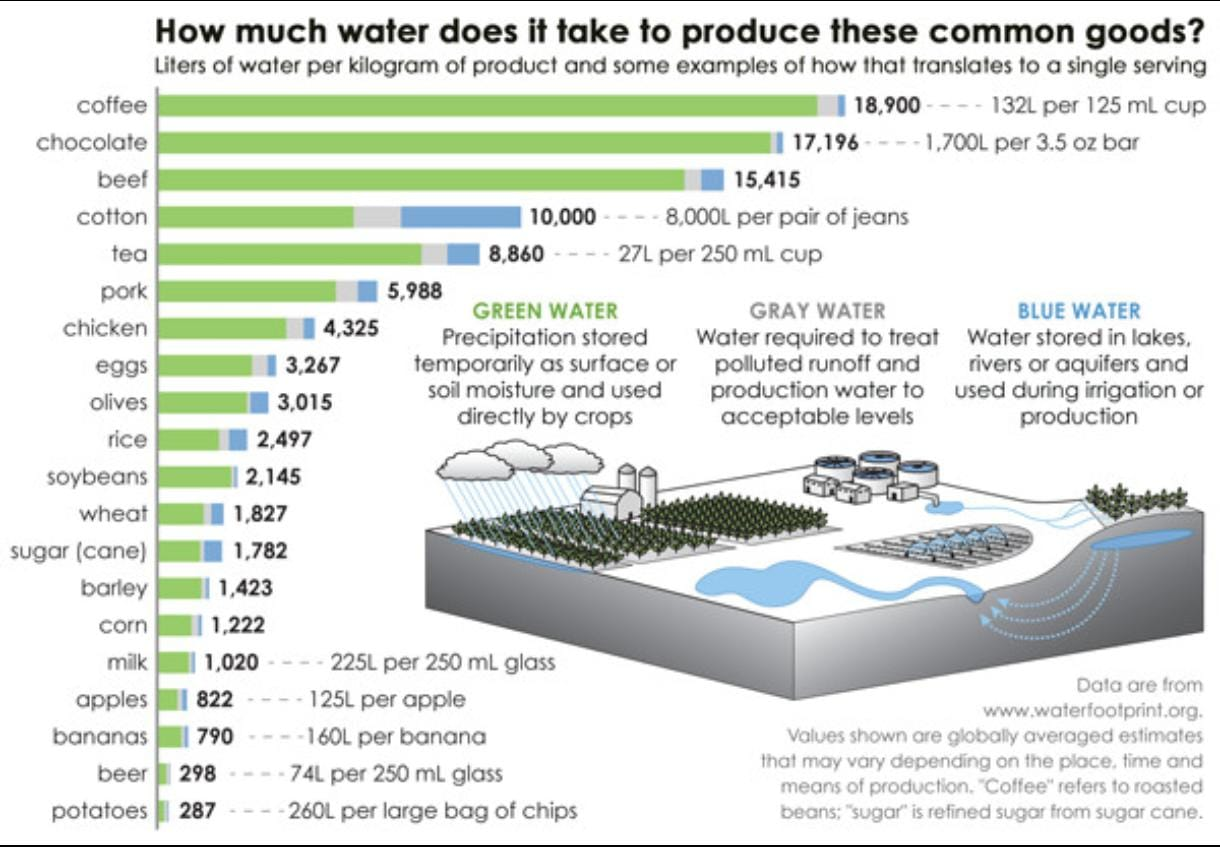 How much water does it take to produce these common goods?
Liters of water per kilogram of product and some examples of how that translates to a single serving
coffee 18,900 - - - - 132L per 125 mL cup
chocolate 17,196 - - - - 1,700L per 3.5 oz bar
beef 15,415
cotton 10,000 - - - - 8,000L per pair of jeans
tea 8,860 - - - - 27L per 250 mL cup
pork 5,988
chicken 4,325
eggs 3,267
olives 3,015
rice 2,497
soybeans 2,145
wheat 1,827
sugar (cane) 1,782
barley 1,423
corn 1,222
milk 1,020 - - - - 225L per 250 mL glass
apples 822 - - - - 125L per apple
bananas 790 - - - - 160L per banana
beer 298 - - - - 74L per 250 mL glass
potatoes 287 - - - - 260L per large bag of chips
GREEN WATER
Precipitation stored
temporarily as surface or
soil moisture and used
directly by crops
GRAY WATER
Water required to treat
polluted runoff and
production water to
acceptable levels
BLUE WATER
Water stored in lakes,
rivers or aquifers and
used during irrigation or
production
Data are from
www.waterfootprint.org.
Values shown are globally averaged estimates
that may vary depending on the place, time and
means of production. "Coffee" refers to roasted
beans; "sugar" is refined sugar from sugar cane.